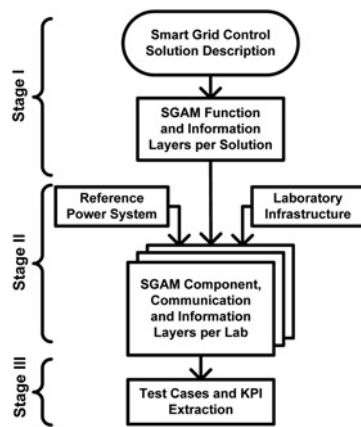 Smart Grid Control
Solution Description
Stage I
SGAM Function
and Information
Layers per Solution
Reference
Power System
Laboratory
Infrastructure
Stage II
SGAM Component,
Communication
and Information
Layers per Lab
Stage III
Test Cases and KPI
Extraction